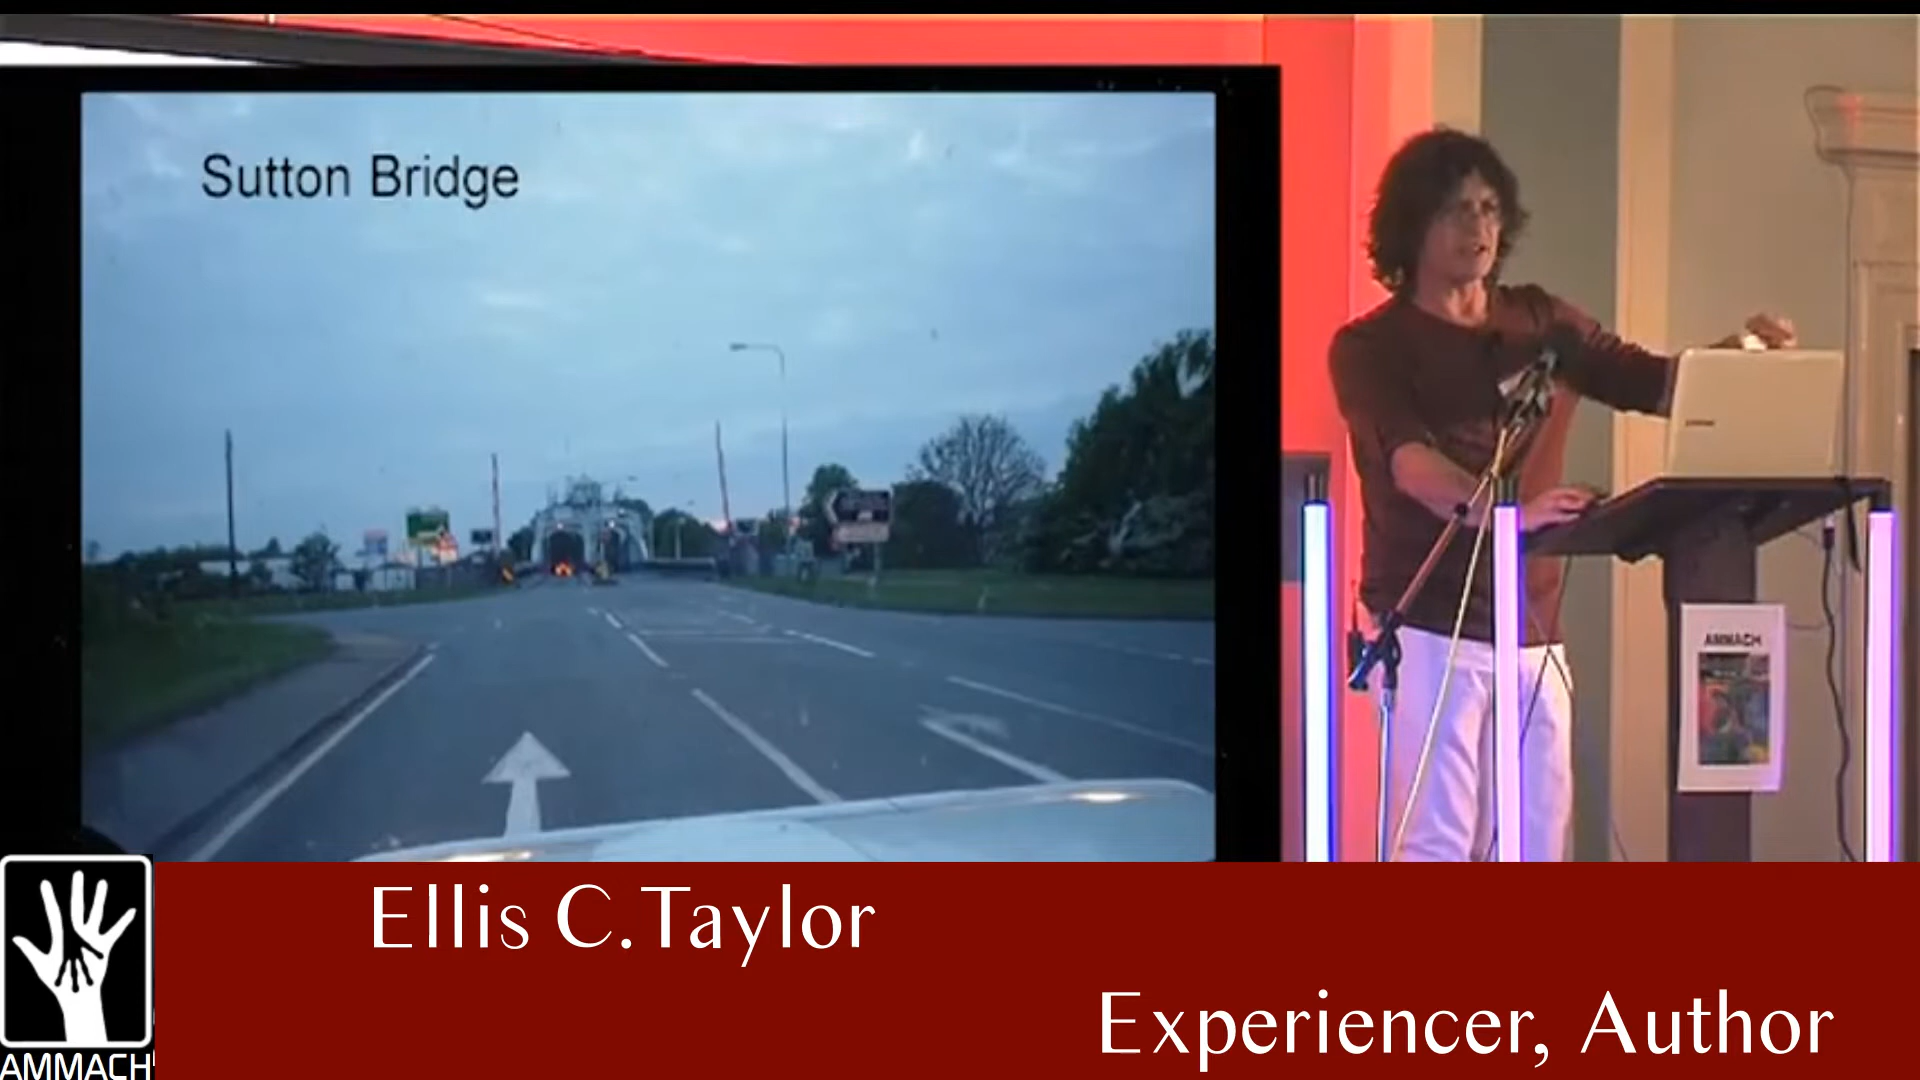 Sutton Bridge
AMMACH
Ellis C.Taylor
Experiencer, Author
AMMACH